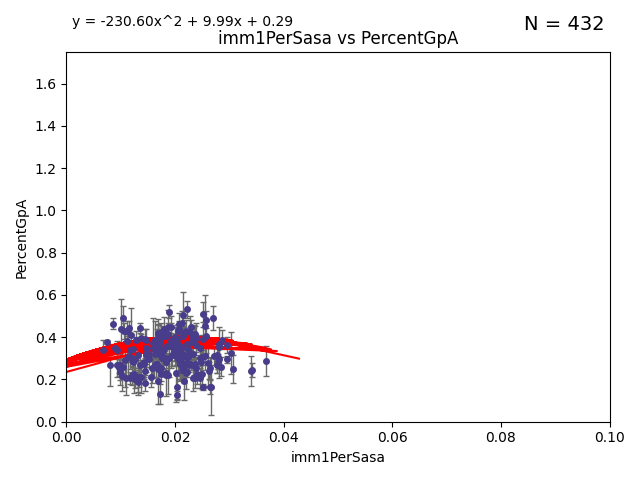 y = -230.60x^2 + 9.99x + 0.29
N = 432
imm1PerSasa vs PercentGpA
PercentGpA
1.6
1.4
1.2
1.0
0.8
0.6
0.4
0.2
0.0
0.00 0.02 0.04 0.06 0.08 0.10
imm1PerSasa